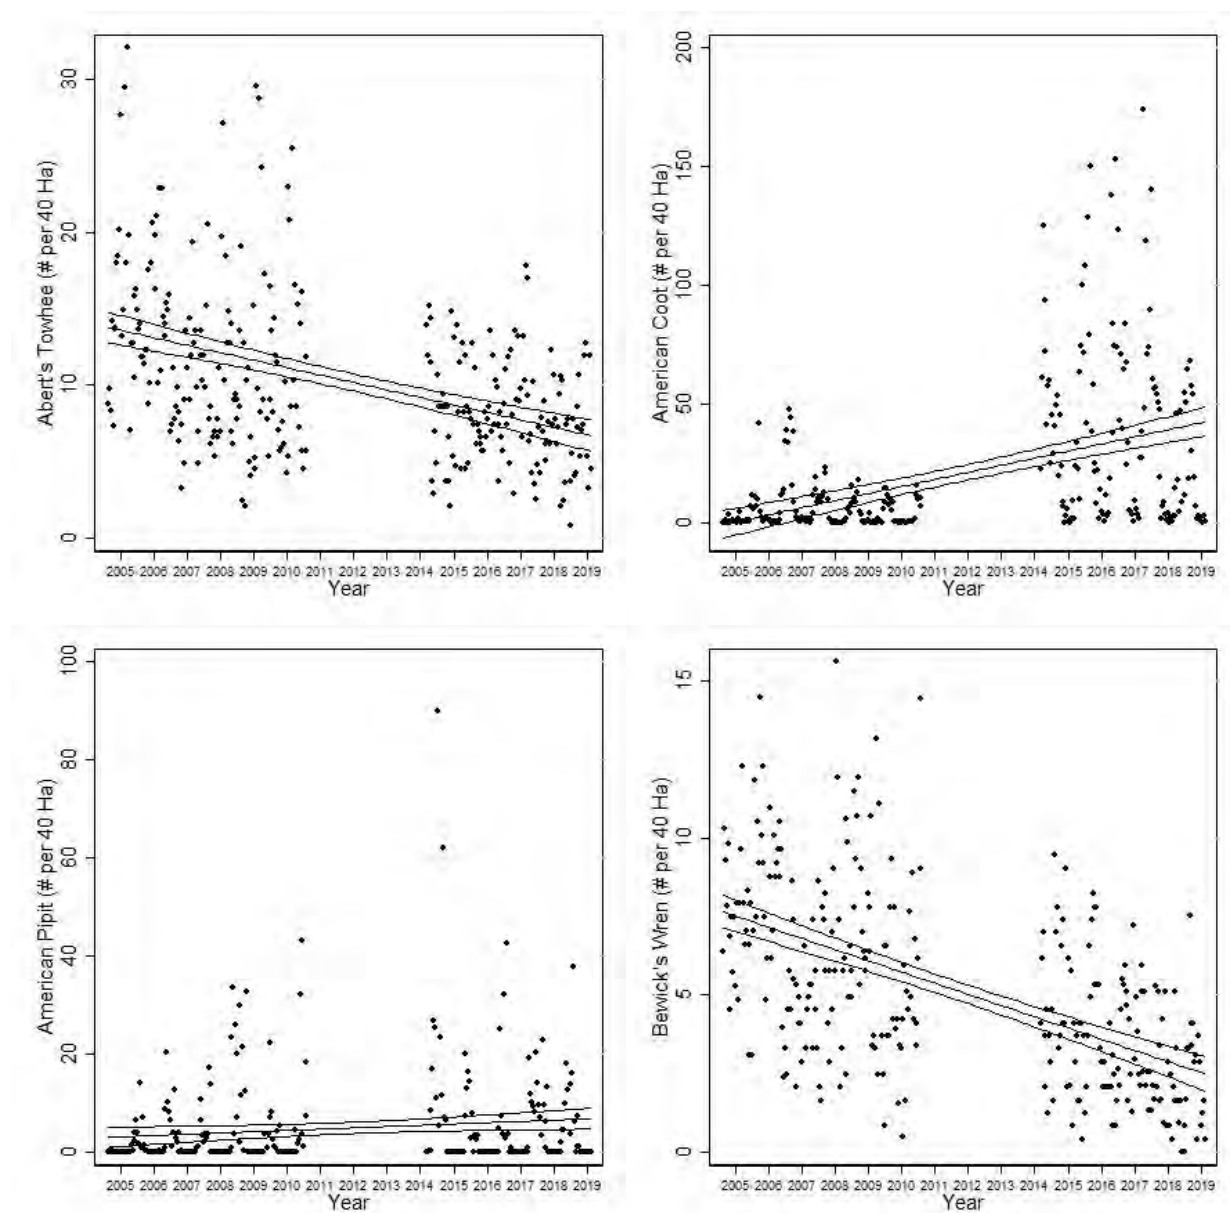 Abert's Towhee (# per 40 Ha)
30
20
10
0
2005 2006 2007 2008 2009 2010 2011 2012 2013 2014 2015 2016 2017 2018 2019
Year
American Coot (# per 40 Ha)
200
150
100
50
0
2005 2006 2007 2008 2009 2010 2011 2012 2013 2014 2015 2016 2017 2018 2019
Year
American Pipit (# per 40 Ha)
100
80
60
40
20
0
2005 2006 2007 2008 2009 2010 2011 2012 2013 2014 2015 2016 2017 2018 2019
Year
Bewick's Wren (# per 40 Ha)
15
10
5
0
2005 2006 2007 2008 2009 2010 2011 2012 2013 2014 2015 2016 2017 2018 2019
Year